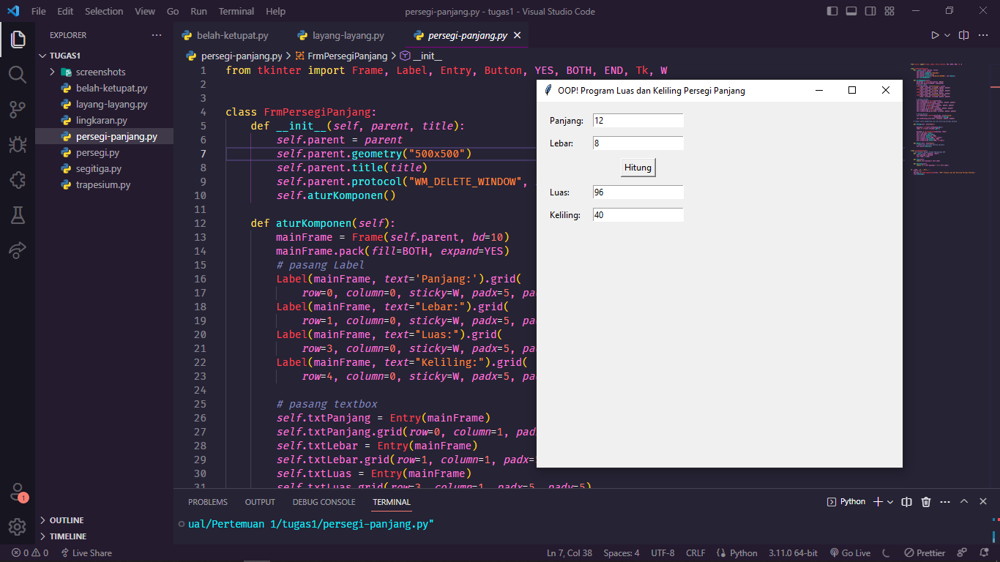 File Edit Selection View Go Run Terminal Help
persegi-panjang.py - tugas1 - Visual Studio Code
EXPLORER
TUGAS1
screenshots
belah-ketupat.py
layang-layang.py
lingkaran.py
persegi-panjang.py
persegi.py
segitiga.py
trapesium.py
OUTLINE
TIMELINE
1
belah-ketupat.py layang-layang.py persegi-panjang.py
persegi-panjang.py > FrmPersegiPanjang > __init__
1 from tkinter import Frame, Label, Entry, Button, YES, BOTH, END, Tk, W
2
3
4 class FrmPersegiPanjang:
5 def __init__(self, parent, title):
6 self.parent = parent
7 self.parent.geometry("500x500")
8 self.parent.title(title)
9 self.parent.protocol("WM_DELETE_WINDOW",
10 self.aturKomponen()
11
12 def aturKomponen(self):
13 mainFrame = Frame(self.parent, bd=10)
14 mainFrame.pack(fill=BOTH, expand=YES)
15 # pasang Label
16 Label(mainFrame, text='Panjang:').grid(
17 row=0, column=0, sticky=W, padx=5, pa
18 Label(mainFrame, text="Lebar:").grid(
19 row=1, column=0, sticky=W, padx=5, pa
20 Label(mainFrame, text="Luas:").grid(
21 row=3, column=0, sticky=W, padx=5, pa
22 Label(mainFrame, text="Keliling:").grid(
23 row=4, column=0, sticky=W, padx=5, pa
24
25 # pasang textbox
26 self.txtPanjang = Entry(mainFrame)
27 self.txtPanjang.grid(row=0, column=1, pad
28 self.txtLebar = Entry(mainFrame)
29 self.txtLebar.grid(row=1, column=1, padx=
30 self.txtLuas = Entry(mainFrame)
31 self.txtLuas.grid(row=3, column=1, padx=5, pady=5)
OOP! Program Luas dan Keliling Persegi Panjang
Panjang: 12
Lebar: 8
Hitung
Luas: 96
Keliling: 40
PROBLEMS OUTPUT DEBUG CONSOLE TERMINAL
Python
ual/Pertemuan 1/tugas1/persegi-panjang.py"
0 0 Live Share
Ln 7, Col 38 Spaces: 4 UTF-8 CRLF Python 3.11.0 64-bit Go Live Prettier